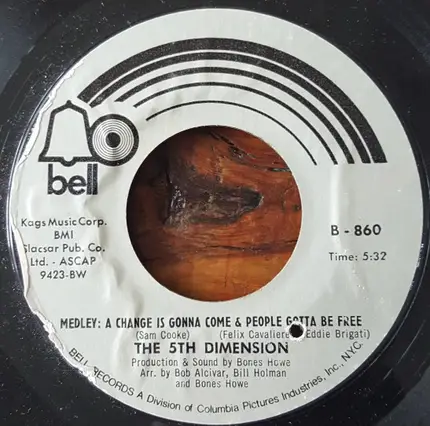 bell
Kags Music Corp.
BMI
Slacsar Pub. Co.
Ltd. - ASCAP
9423-BW
B - 860
Time: 5:32
MEDLEY: A CHANGE IS GONNA COME & PEOPLE GOTTA BE FREE
(Sam Cooke) (Felix Cavaliere Eddie Brigati)
THE 5TH DIMENSION
Production & Sound by Bones Howe
Arr. by Bob Alcivar, Bill Holman
and Bones Howe
BELL RECORDS A Division of Columbia Pictures Industries, Inc., N.Y.C.